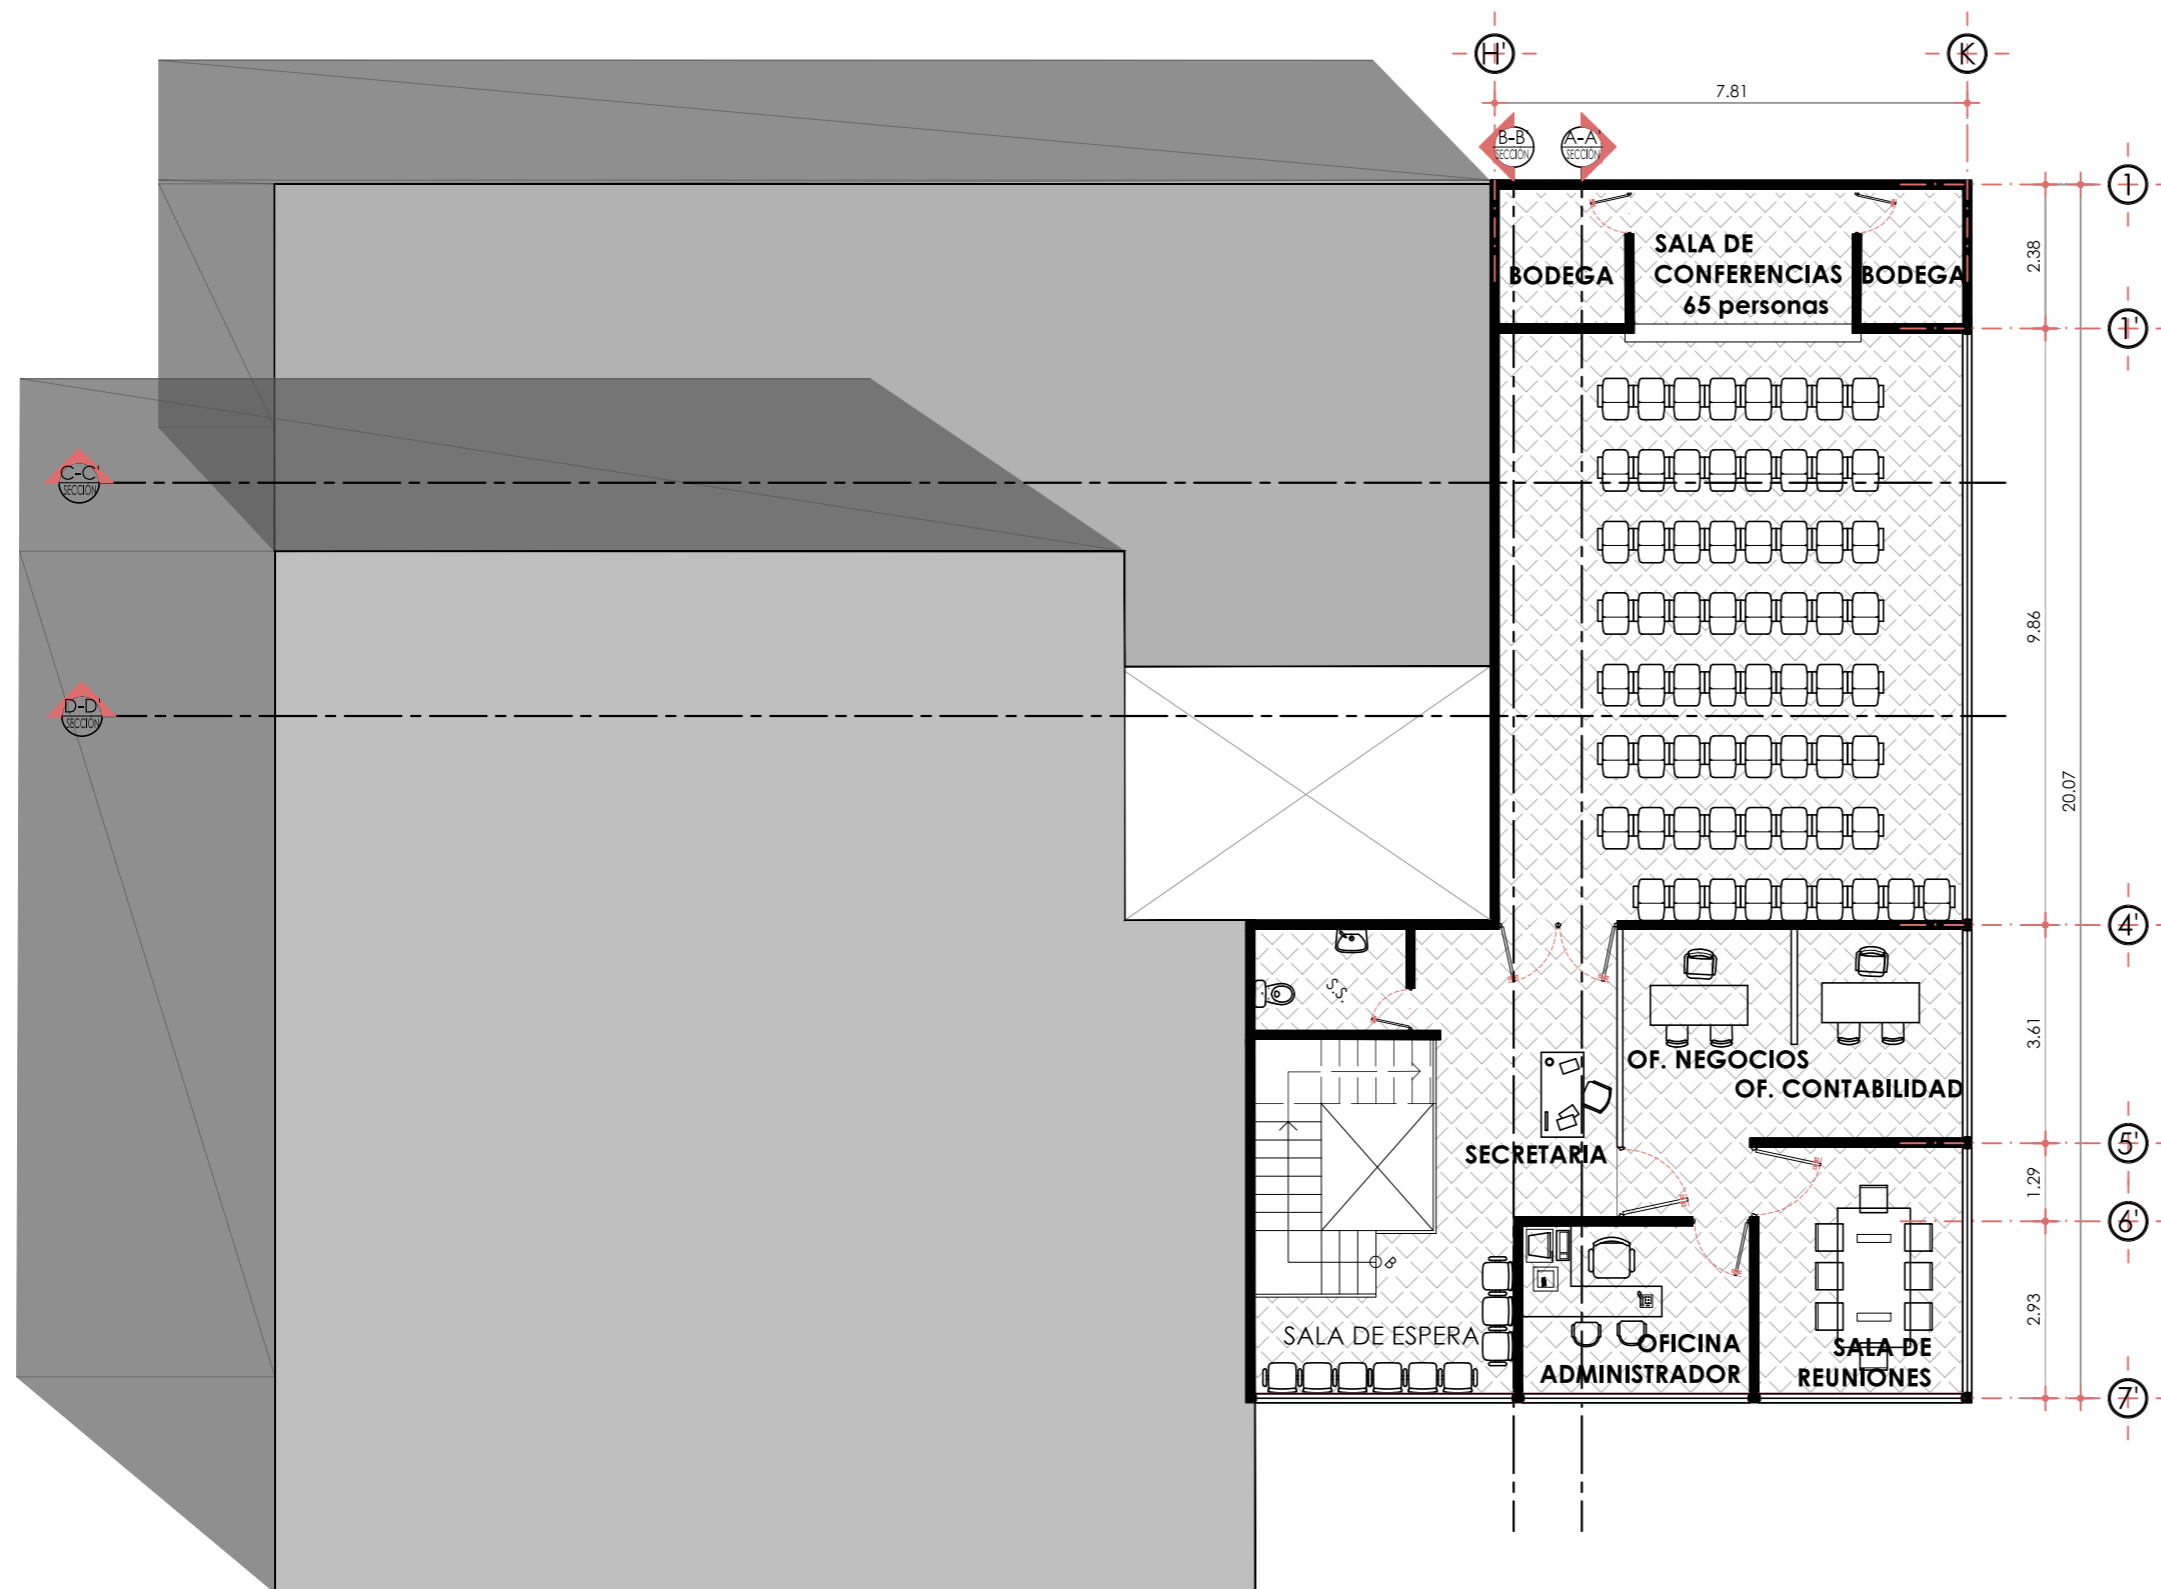 H'
K
7.81
B-B'
SECCIÓN
A-A'
SECCIÓN
1
2.38
SALA DE
CONFERENCIAS
65 personas
BODEGA
BODEGA
1'
C-C'
SECCIÓN
9.86
D-D'
SECCIÓN
20.07
4'
S.S.
3.61
OF. NEGOCIOS
OF. CONTABILIDAD
5'
SECRETARIA
1.29
6'
B
2.93
SALA DE ESPERA
OFICINA
ADMINISTRADOR
SALA DE
REUNIONES
7'